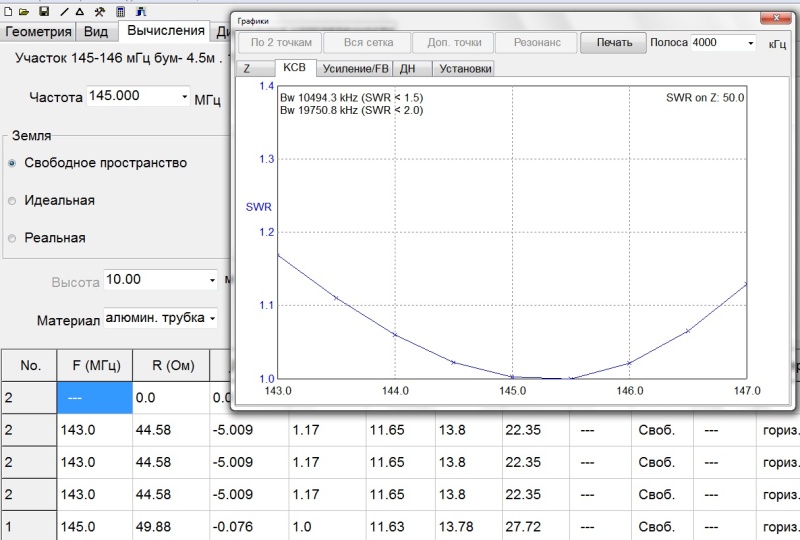 Графики
Геометрия Вид Вычисления
Участок 145-146 мГц бум- 4.5м .
Частота 145.000 МГц
Земля
Свободное пространство
Идеальная
Реальная
Высота 10.00
Материал алюмин. трубка
По 2 точкам Вся сетка Доп. точки Резонанс Печать Полоса 4000 кГц
Z КСВ Усиление/FB ДН Установки
Bw 10494.3 kHz (SWR < 1.5) SWR on Z: 50.0
Bw 19750.8 kHz (SWR < 2.0)
1.4
1.3
SWR
1.2
1.1
1.0
143.0 144.0 145.0 146.0 147.0
No. F (МГц) R (Ом)
2 --- 0.0
2 143.0 44.58 -5.009 1.17 11.65 13.8 22.35 --- Своб. --- гориз.
2 143.0 44.58 -5.009 1.17 11.65 13.8 22.35 --- Своб. --- гориз.
2 143.0 44.58 -5.009 1.17 11.65 13.8 22.35 --- Своб. --- гориз.
1 145.0 49.88 -0.076 1.0 11.63 13.78 27.72 --- Своб. --- гориз.